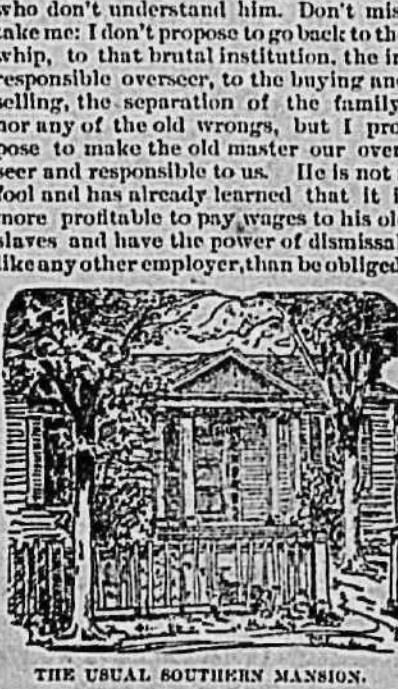 who don't understand him. Don't mis
take me: I don't propose to go back to the
whip, to that brutal institution, the ir
responsible overseer, to the buying and
selling, the separation of the family
nor any of the old wrongs, but I pro
pose to make the old master our over
seer and responsible to us. He is not
fool and has already learned that it i
more profitable to pay wages to his old
slaves and have the power of dismissal
like any other employer, than be obliged
THE USUAL SOUTHERN MANSION.